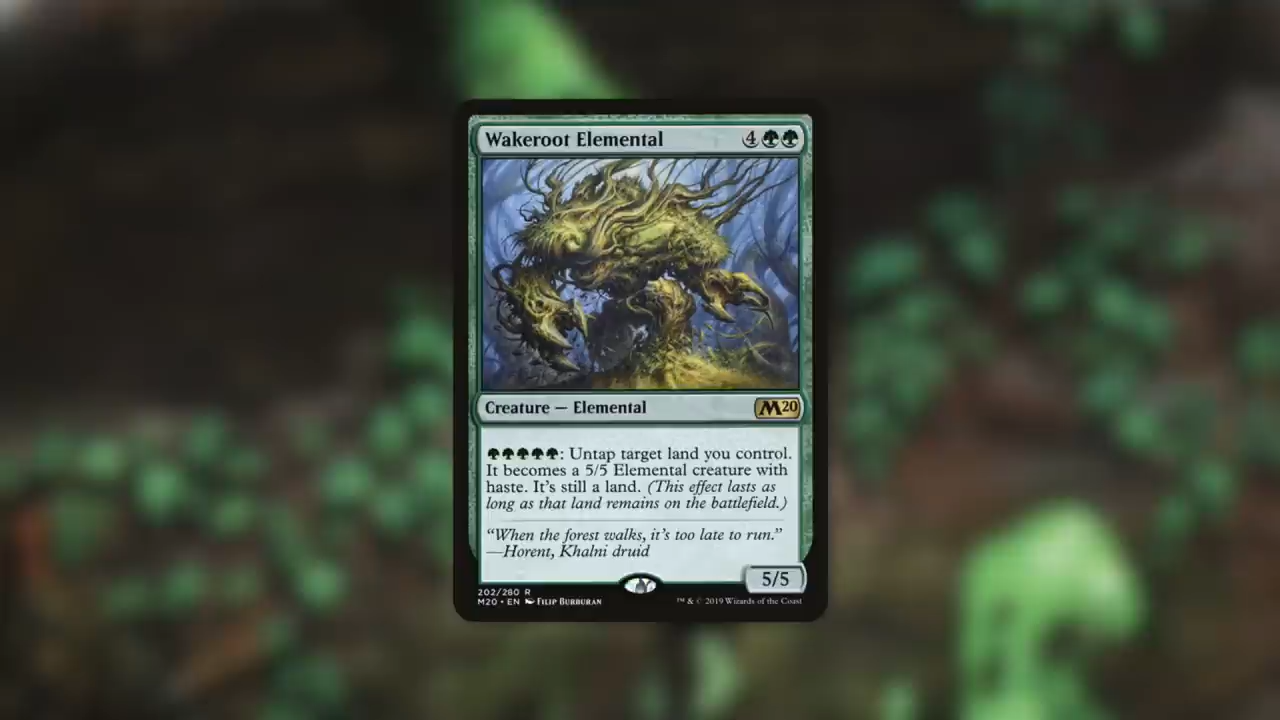 Wakeroot Elemental 4
Creature — Elemental M20
: Untap target land you control.
It becomes a 5/5 Elemental creature with
haste. It's still a land. (This effect lasts as
long as that land remains on the battlefield.)
“When the forest walks, it's too late to run.”
—Horent, Khalni druid
5/5
202/280 R
M20 • EN Filip Burburan
™ & © 2019 Wizards of the Coast